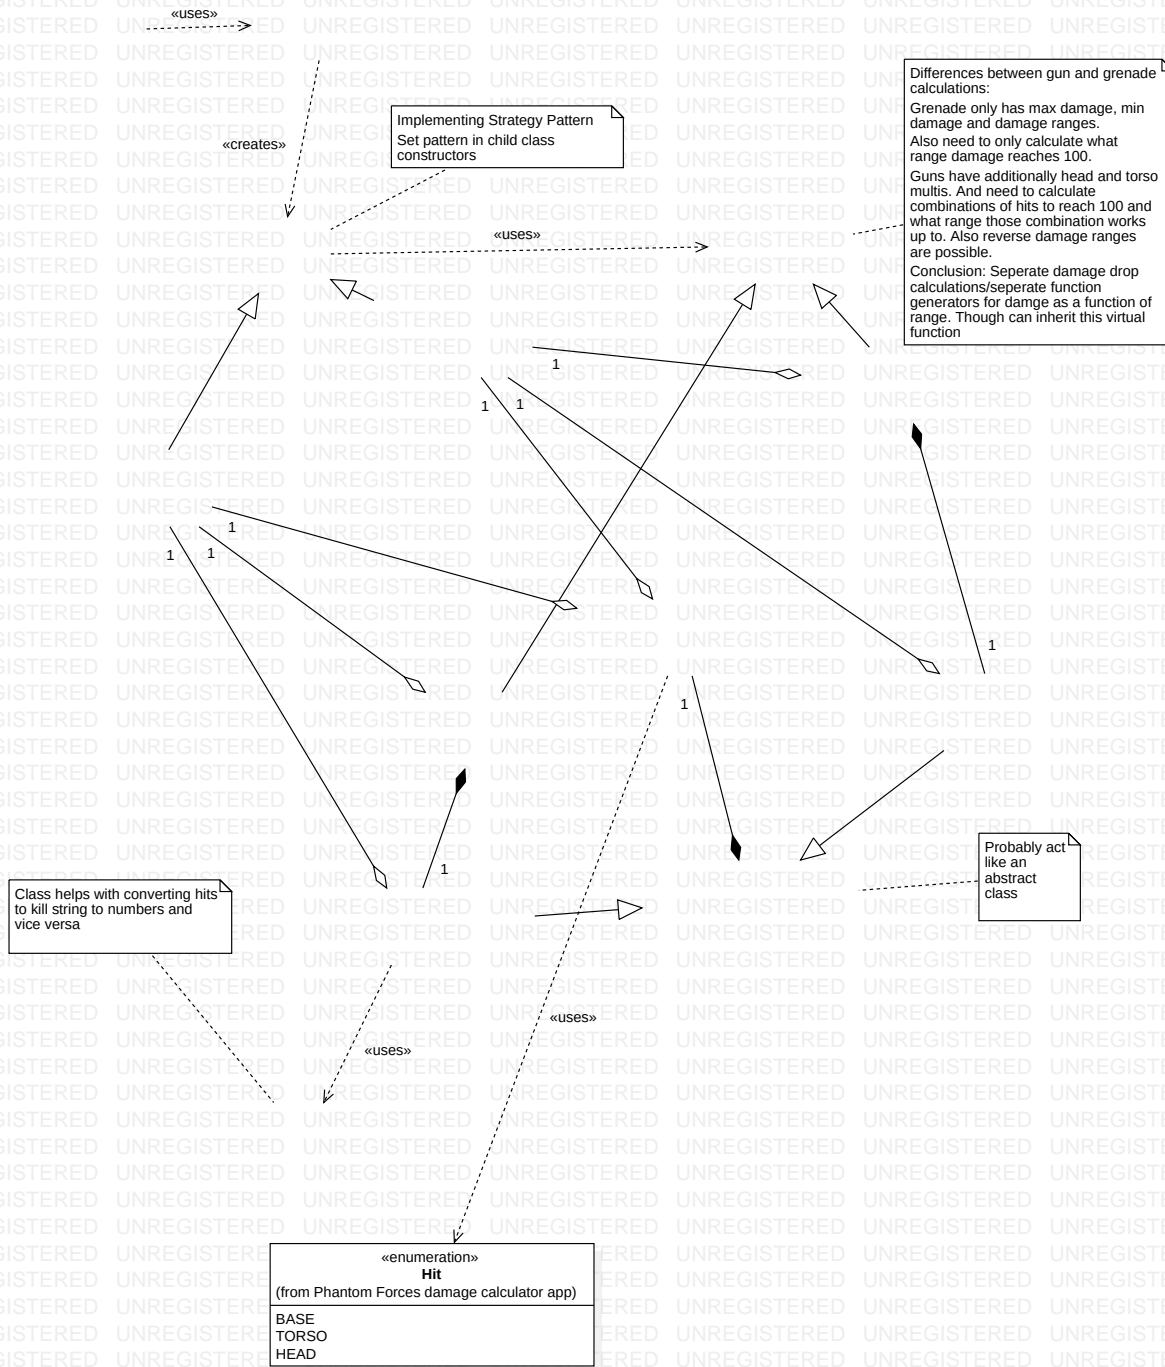 «uses»
«creates»
Implementing Strategy Pattern
Set pattern in child class
constructors
Differences between gun and grenade
calculations:
Grenade only has max damage, min
damage and damage ranges.
Also need to only calculate what
range damage reaches 100.
Guns have additionally head and torso
multis. And need to calculate
combinations of hits to reach 100 and
what range those combination works
up to. Also reverse damage ranges
are possible.
Conclusion: Seperate damage drop
calculations/seperate function
generators for damge as a function of
range. Though can inherit this virtual
function
«uses»
1
1
1
1
1
1
1
1
1
Probably act
like an
abstract
class
Class helps with converting hits
to kill string to numbers and
vice versa
«uses»
«uses»
«enumeration»
Hit
(from Phantom Forces damage calculator app)
BASE
TORSO
HEAD
UNREGISTERED